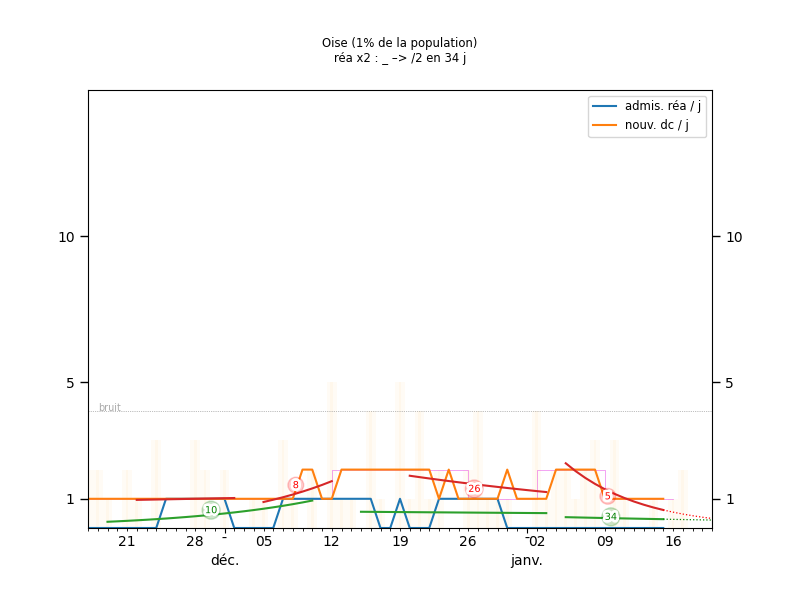 Oise (1% de la population)
réa x2 : _ –> /2 en 34 j
admis. réa / j
nouv. dc / j
10
10
5
5
bruit
8
26
5
10
34
1
1
21
28
05
12
19
26
02
09
16
déc.
janv.